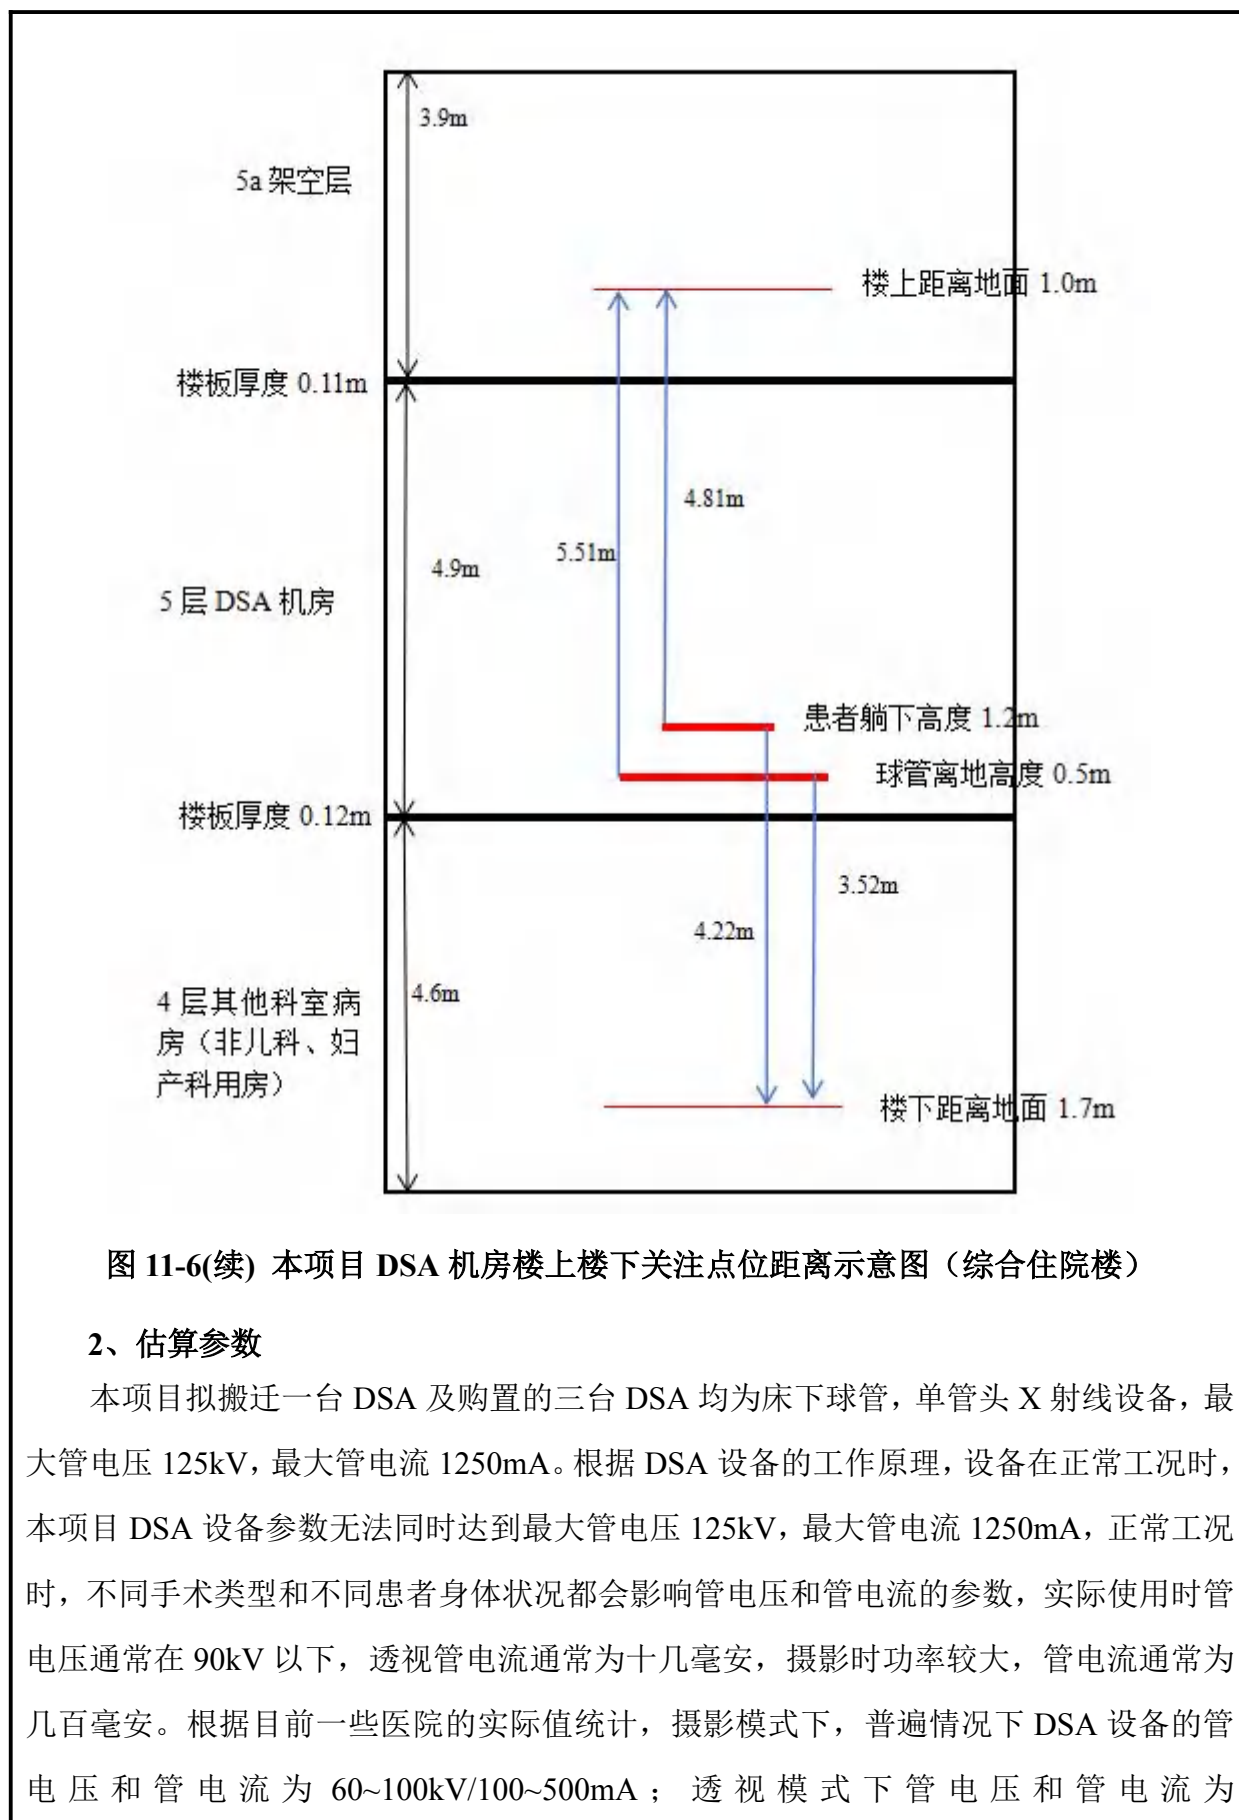 3.9m
5a 架空层
楼上距离地面 1.0m
楼板厚度 0.11m
4.81m
5.51m
4.9m
5 层 DSA 机房
患者躺下高度 1.2m
球管离地高度 0.5m
楼板厚度 0.12m
3.52m
4.22m
4.6m
4 层其他科室病
房（非儿科、妇
产科用房）
楼下距离地面 1.7m
图 11-6(续) 本项目 DSA 机房楼上楼下关注点位距离示意图（综合住院楼）
2、估算参数
本项目拟搬迁一台 DSA 及购置的三台 DSA 均为床下球管，单管头 X 射线设备，最
大管电压 125kV，最大管电流 1250mA。根据 DSA 设备的工作原理，设备在正常工况时，
本项目 DSA 设备参数无法同时达到最大管电压 125kV，最大管电流 1250mA，正常工况
时，不同手术类型和不同患者身体状况都会影响管电压和管电流的参数，实际使用时管
电压通常在 90kV 以下，透视管电流通常为十几毫安，摄影时功率较大，管电流通常为
几百毫安。根据目前一些医院的实际值统计，摄影模式下，普遍情况下 DSA 设备的管
电压和管电流为 60~100kV/100~500mA；透视模式下管电压和管电流为